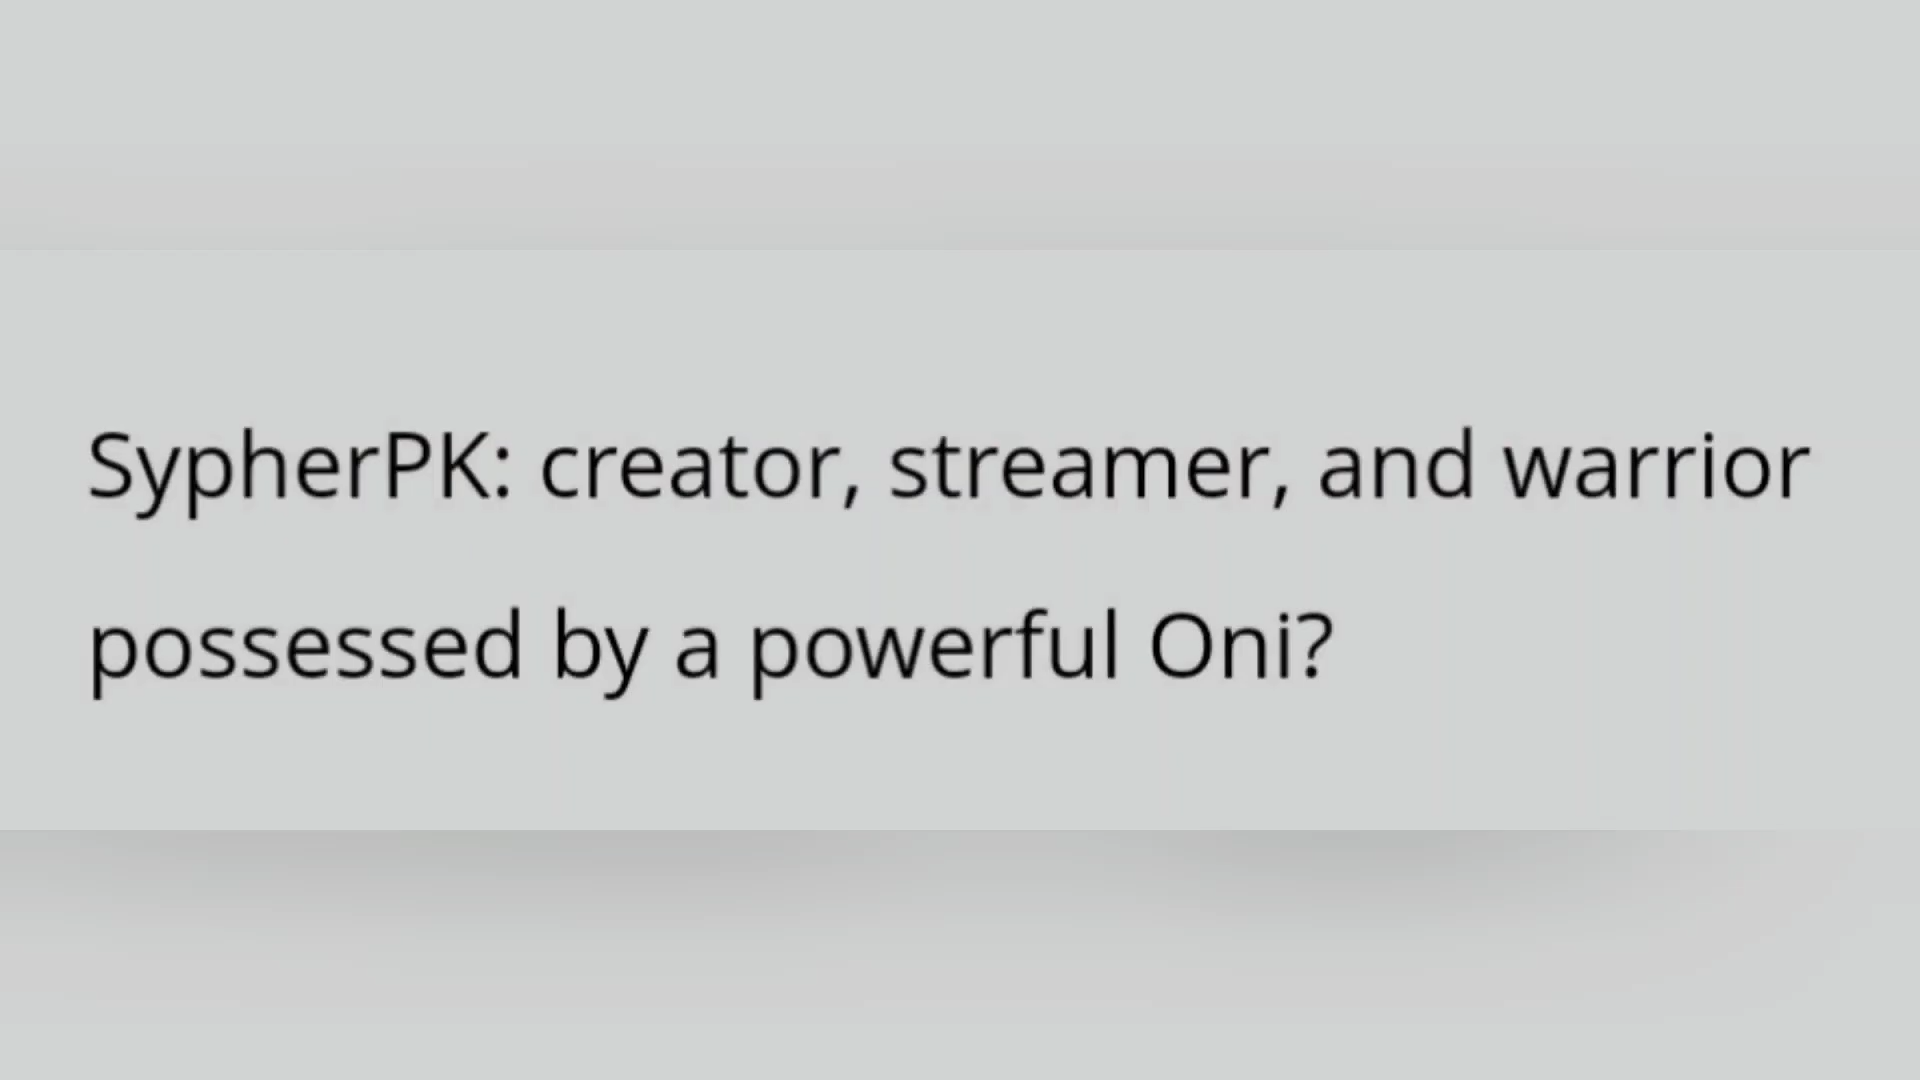 SypherPK: creator, streamer, and warrior
possessed by a powerful Oni?